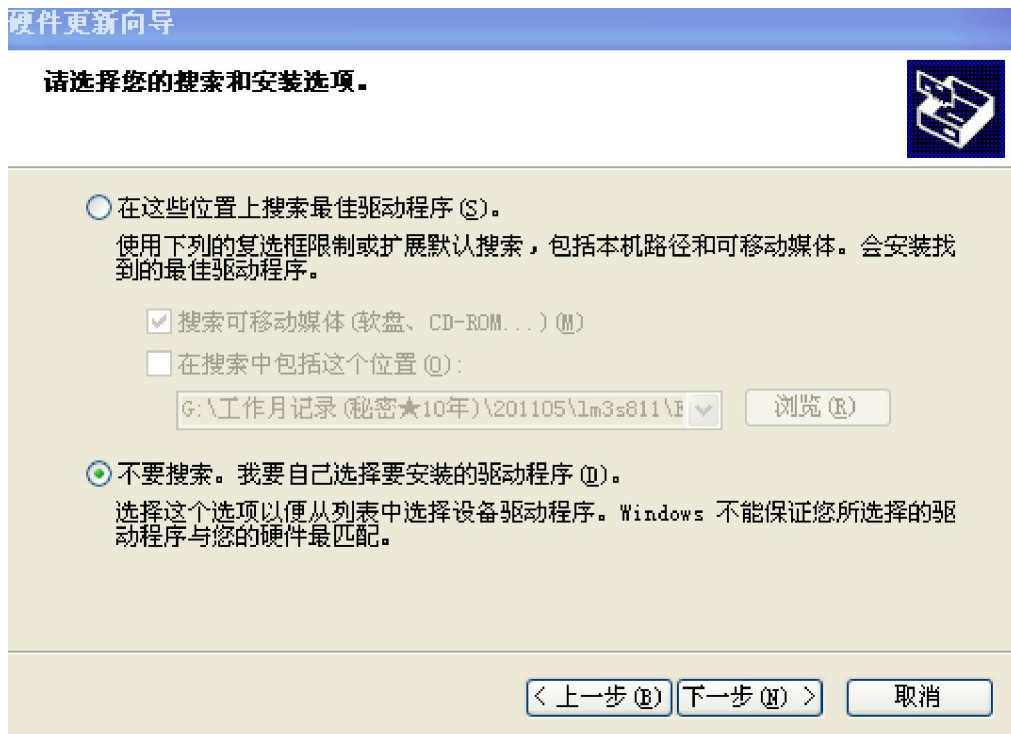 硬件更新向导
请选择您的搜索和安装选项。
在这些位置上搜索最佳驱动程序(S)。
使用下列的复选框限制或扩展默认搜索，包括本机路径和可移动媒体。会安装找
到的最佳驱动程序。
搜索可移动媒体(软盘、CD-ROM...)(M)
在搜索中包括这个位置(O):
G:\工作月记录(秘密★10年)\201105\lm3s811\
浏览(R)
不要搜索。我要自己选择要安装的驱动程序(D)。
选择这个选项以便从列表中选择设备驱动程序。Windows 不能保证您所选择的驱
动程序与您的硬件最匹配。
< 上一步(B) 下一步(N) > 取消